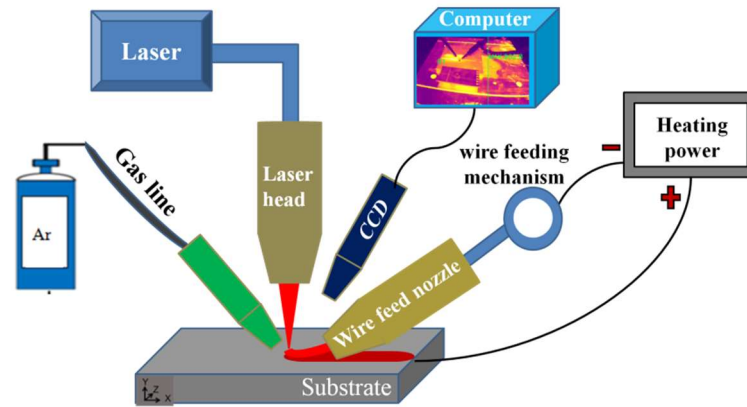 Computer
Laser
Heating
power
−
+
wire feeding
mechanism
Gas line
Laser
head
CCD
Ar
Wire feed nozzle
Substrate
Y
Z
X